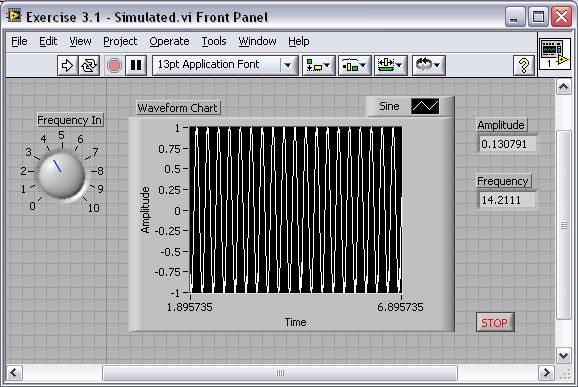 Exercise 3.1 - Simulated.vi Front Panel
File Edit View Project Operate Tools Window Help
13pt Application Font
?
1
Waveform Chart
Sine
Frequency In
0 1 2 3 4 5 6 7 8 9 10
Amplitude
1
0.75
0.5
0.25
0
-0.25
-0.5
-0.75
-1
1.895735 6.895735
Time
Amplitude
0.130791
Frequency
14.2111
STOP